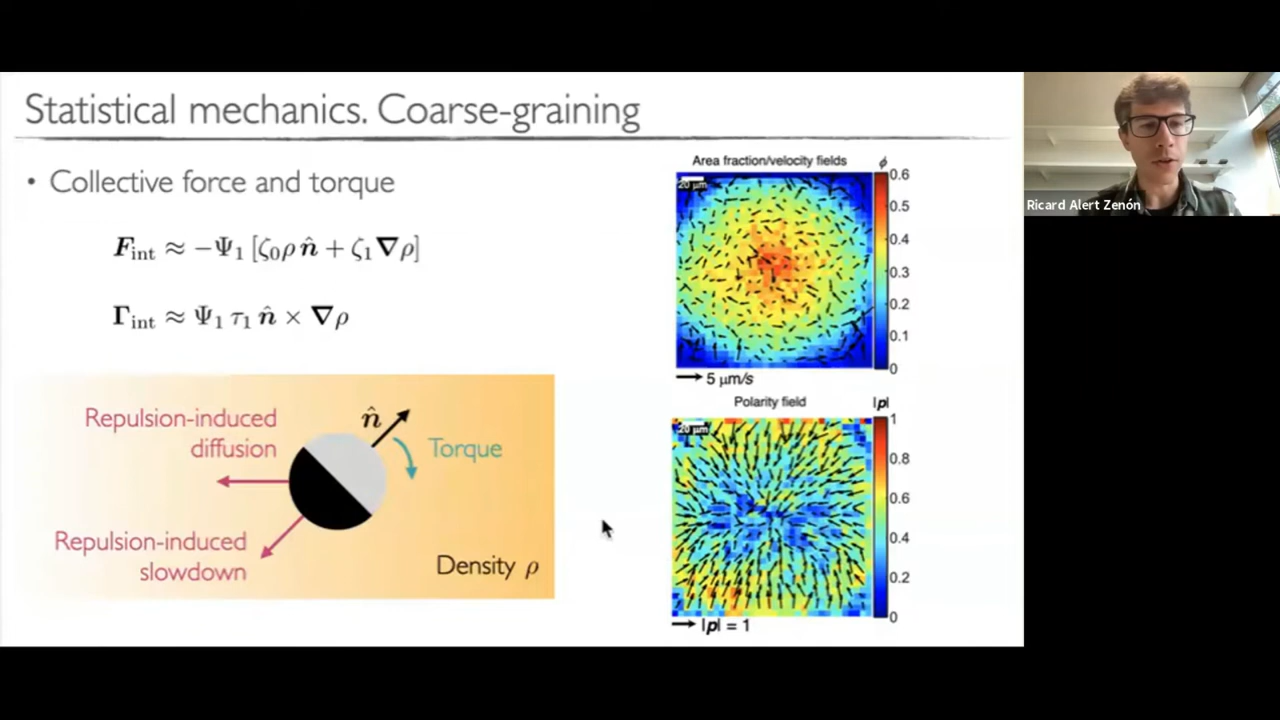 Statistical mechanics. Coarse-graining
• Collective force and torque
F_int ≈ −Ψ₁ [ζ₀ρ n̂ + ζ₁∇ρ]
Γ_int ≈ Ψ₁ τ₁ n̂ × ∇ρ
Repulsion-induced
diffusion
n̂
Torque
Repulsion-induced
slowdown
Density ρ
Area fraction/velocity fields
ϕ
20 μm
0.6
0.5
0.4
0.3
0.2
0.1
0
5 μm/s
Polarity field
|p|
20 μm
1
0.8
0.6
0.4
0.2
0
|p| = 1
Ricard Alert Zenón